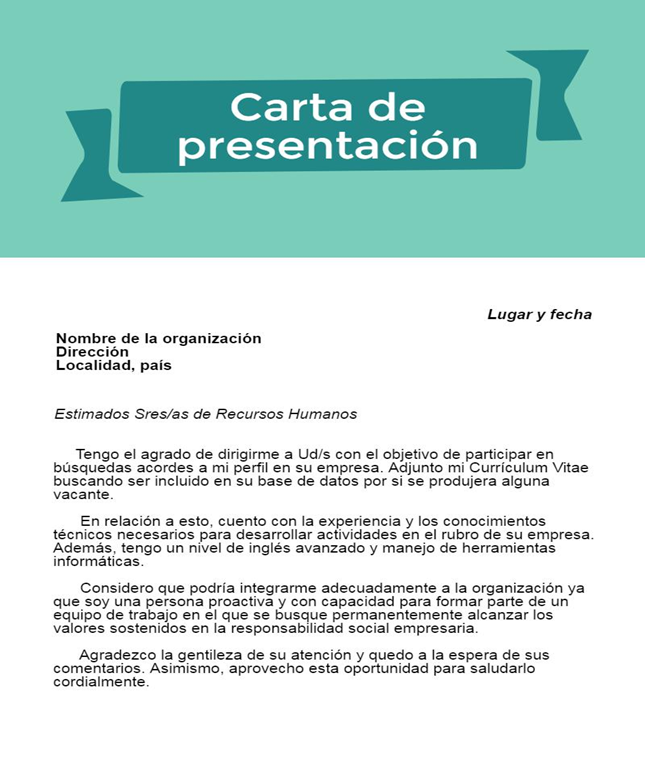 Carta de
presentación
Lugar y fecha
Nombre de la organización
Dirección
Localidad, país
Estimados Sres/as de Recursos Humanos
Tengo el agrado de dirigirme a Ud/s con el objetivo de participar en
búsquedas acordes a mi perfil en su empresa. Adjunto mi Currículum Vitae
buscando ser incluido en su base de datos por si se produjera alguna
vacante.
En relación a esto, cuento con la experiencia y los conocimientos
técnicos necesarios para desarrollar actividades en el rubro de su empresa.
Además, tengo un nivel de inglés avanzado y manejo de herramientas
informáticas.
Considero que podría integrarme adecuadamente a la organización ya
que soy una persona proactiva y con capacidad para formar parte de un
equipo de trabajo en el que se busque permanentemente alcanzar los
valores sostenidos en la responsabilidad social empresaria.
Agradezco la gentileza de su atención y quedo a la espera de sus
comentarios. Asimismo, aprovecho esta oportunidad para saludarlo
cordialmente.